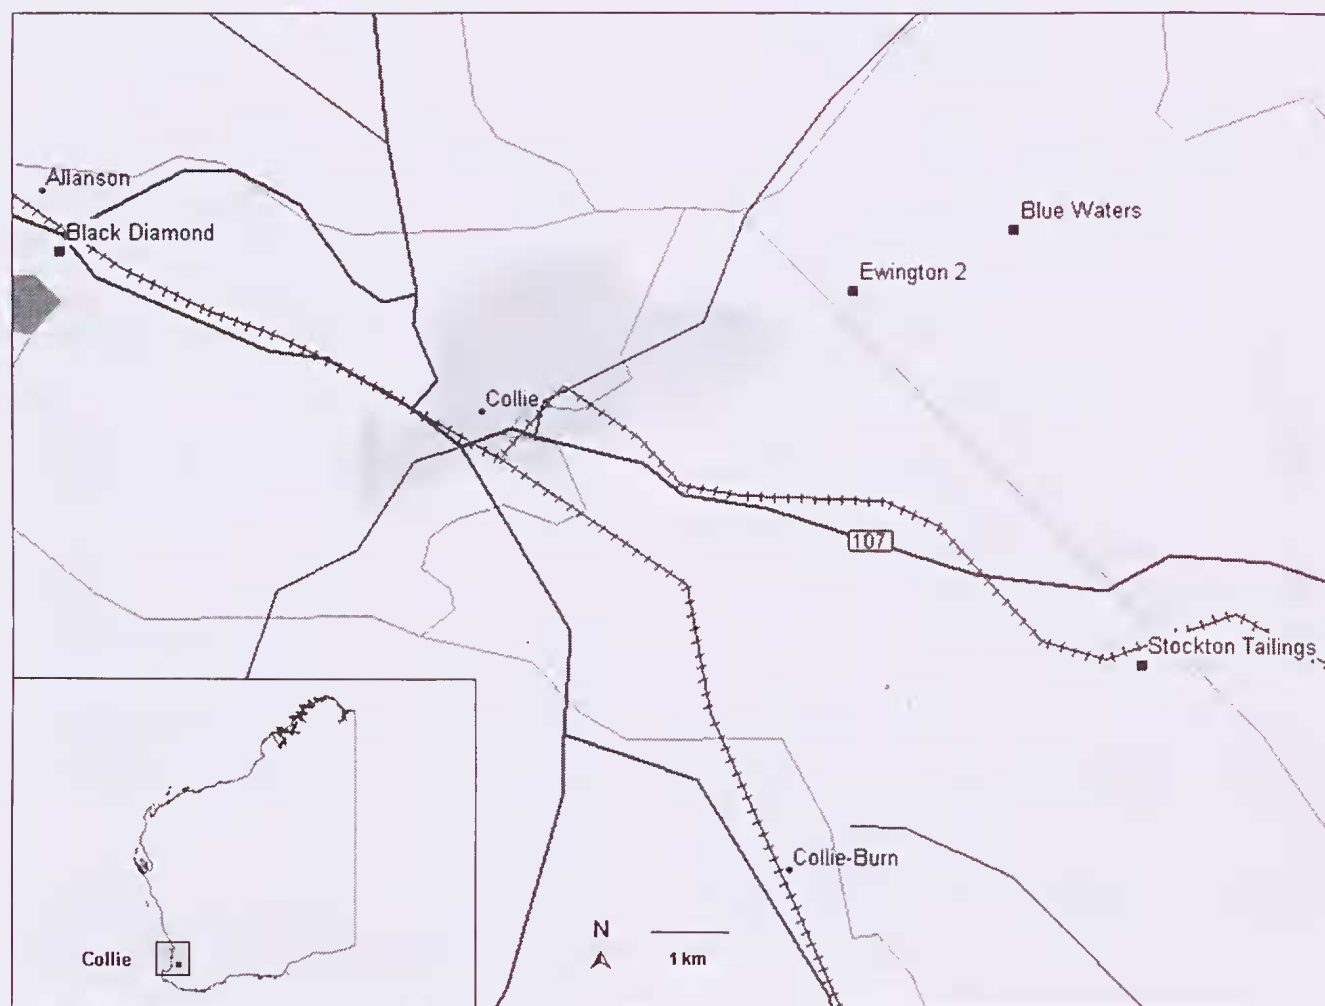 Allanson
Black Diamond
Blue Waters
Ewington 2
Collie
107
Stockton Tailings
Collie-Burn
N
1 km
Collie